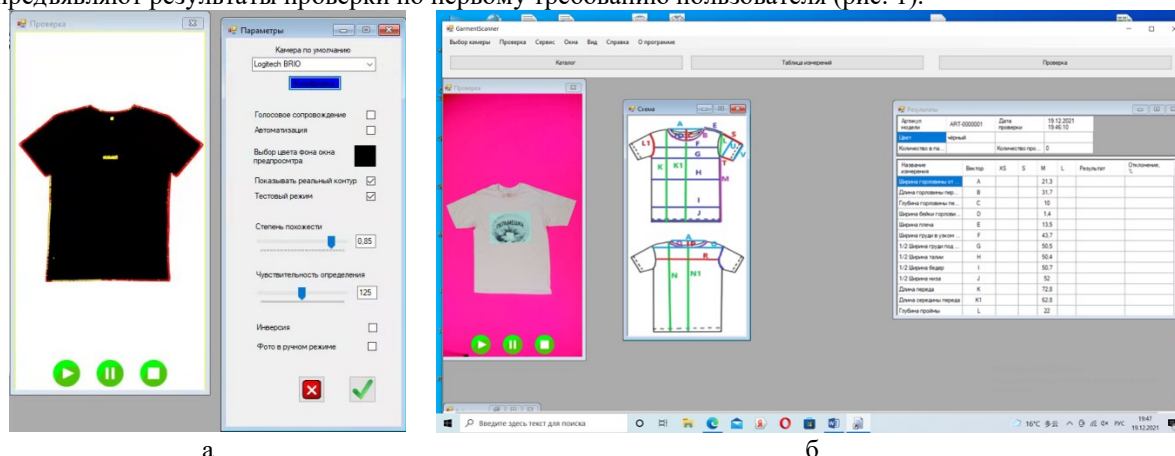 предъявляют результаты проверки по первому требованию пользователя (рис. 1).
Проверка
Параметры
Камера по умолчанию
Logitech BRIO
Голосовое сопровождение
Автоматизация
Выбор цвета фона окна
предпросмтра
Показывать реальный контур
Тестовый режим
Степень похожести
0,85
Чувствительность определения
125
Инверсия
Фото в ручном режиме
GarmentScanner
Выбор камеры Проверка Сервис Окна Вид Справка О программе
Каталог Таблица измерений Проверка
Проверка
Схема
A E
B S
L1 F L U
G V
K K1 T
H M
I
J
A
R
N N1
Результаты
Артикул модели ART-0000001 Дата проверки 19.12.2021 19:46:10
Цвет чёрный
Количество в па... Количество про... 0
Название измерения Вектор XS S M L Результат Отклонение, %
Ширина горловины от ... A 21,3
Длина горловины пер... B 31,7
Глубина горловины пе... C 10
Ширина бейки горлови... D 1,4
Ширина плеча E 13,5
Ширина груди в узком ... F 43,7
1/2 Ширина груди под ... G 50,5
1/2 Ширина талии H 50,4
1/2 Ширина бедер I 50,7
1/2 Ширина низа J 52
Длина переда K 72,8
Длина середины переда K1 62,8
Глубина проймы L 22
Введите здесь текст для поиска
16°C 多云 РУС 19:47
19.12.2021
а б